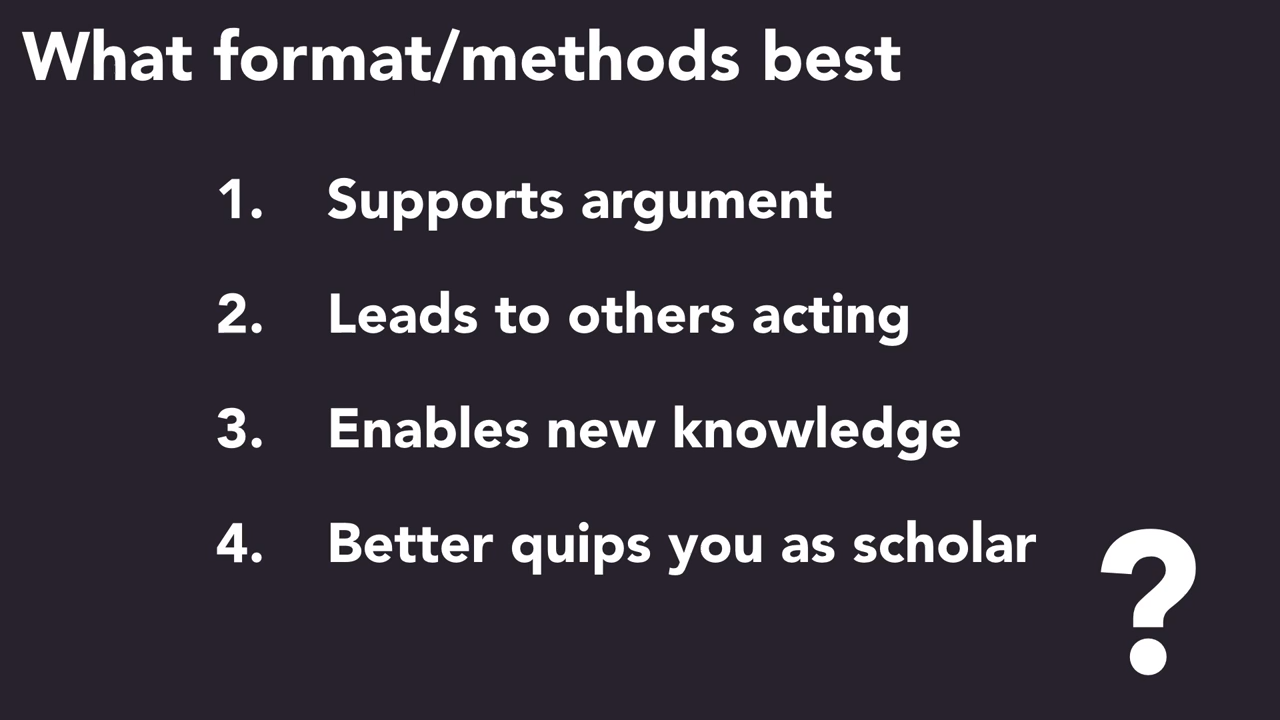 What format/methods best
1. Supports argument
2. Leads to others acting
3. Enables new knowledge
4. Better quips you as scholar
?